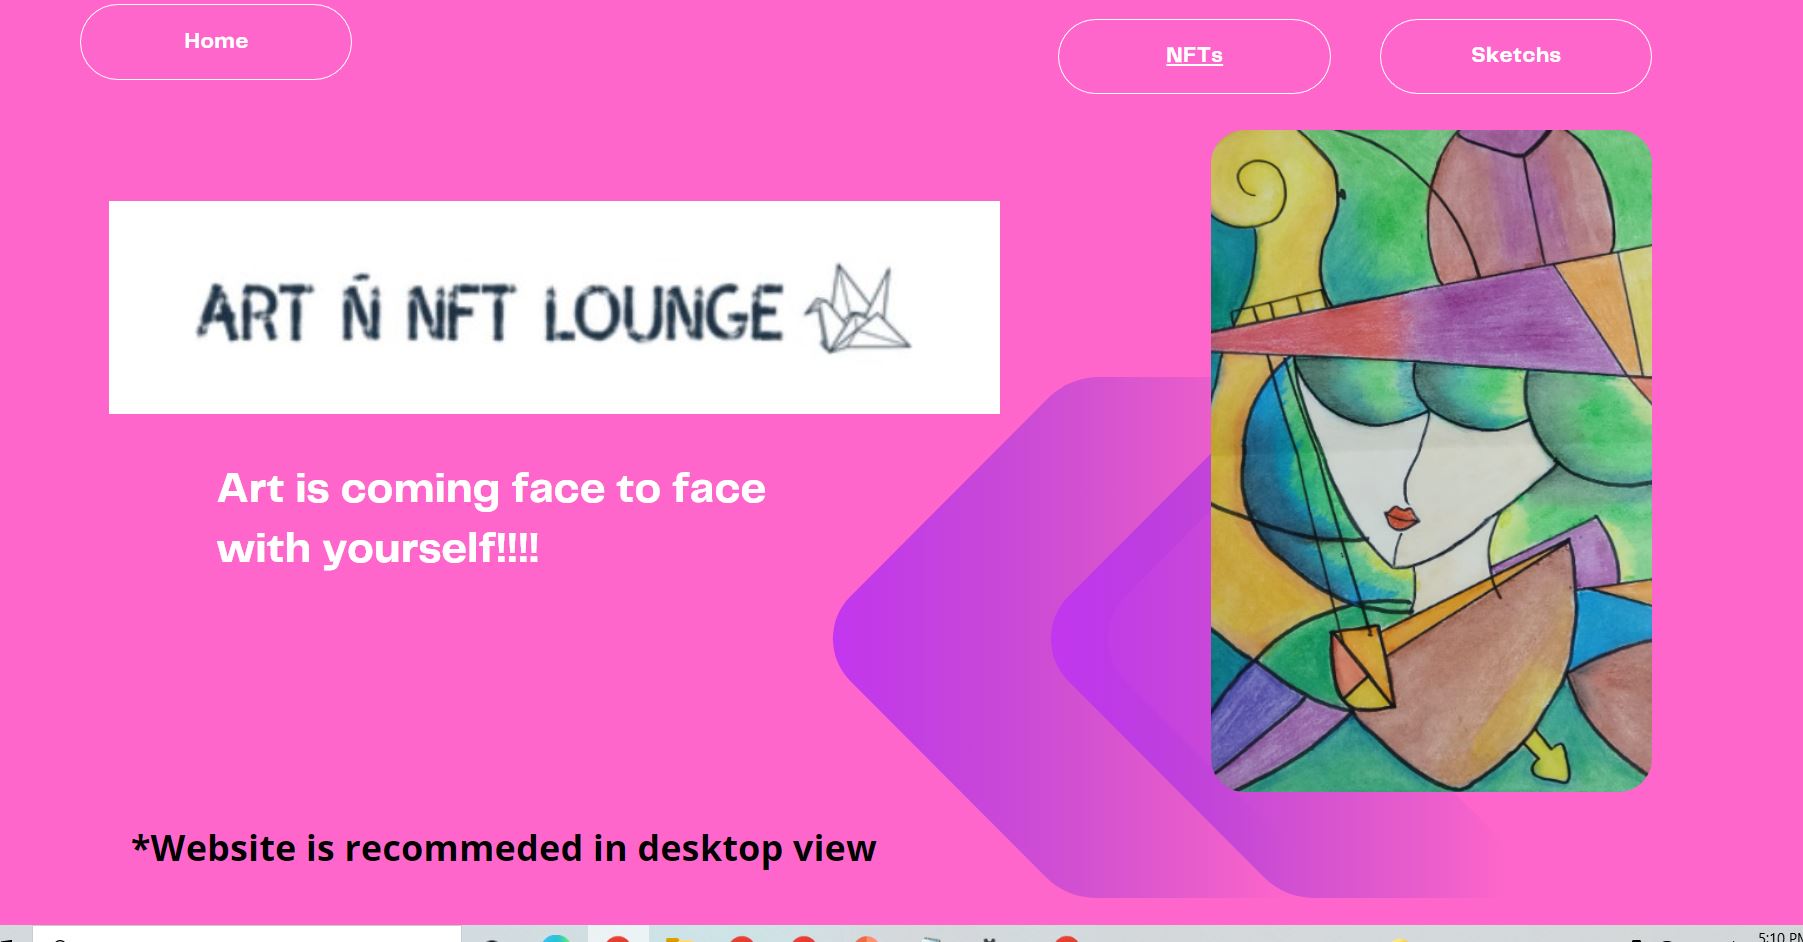 Home
NFTs
Sketchs
ART Ñ NFT LOUNGE
Art is coming face to face
with yourself!!!!
*Website is recommeded in desktop view
5:10 PM